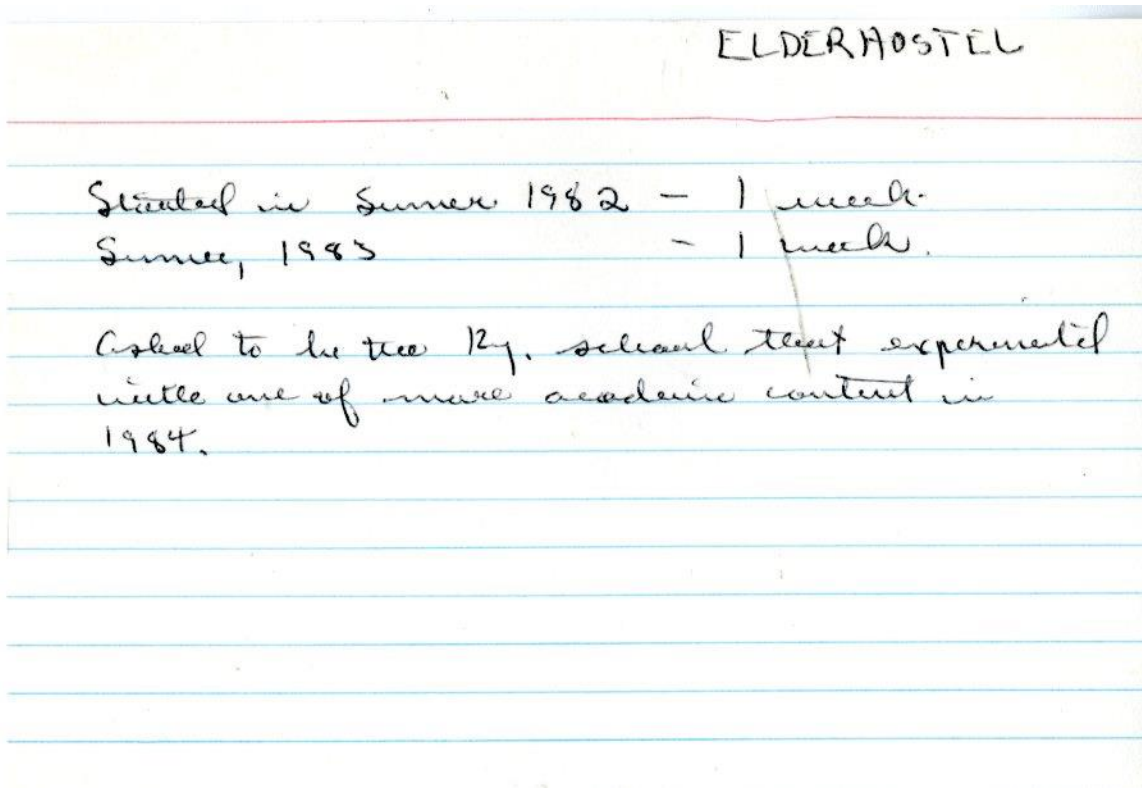 ELDERHOSTEL
Started in Summer 1982 - 1 week.
Summer, 1983 - 1 week.
Asked to be the Ky. school that experimented
with one of more academic content in
1984.